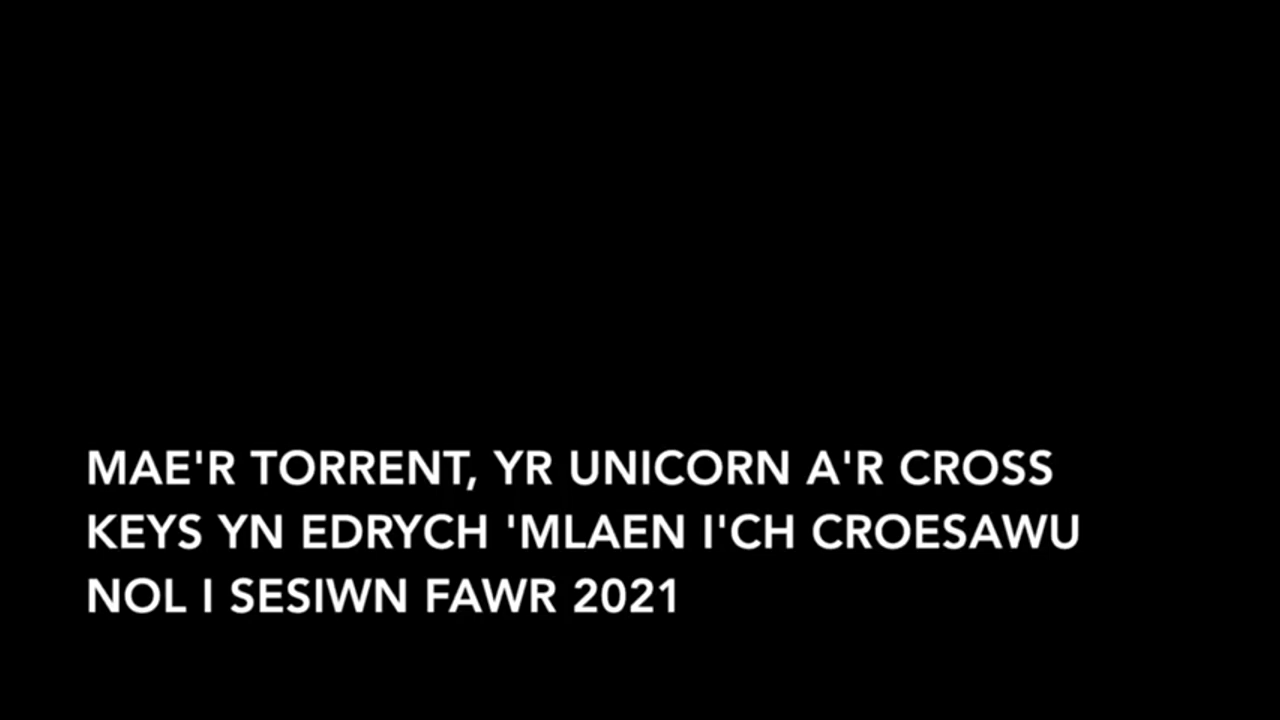 MAE'R TORRENT, YR UNICORN A'R CROSS
KEYS YN EDRYCH 'MLAEN I'CH CROESAWU
NOL I SESIWN FAWR 2021